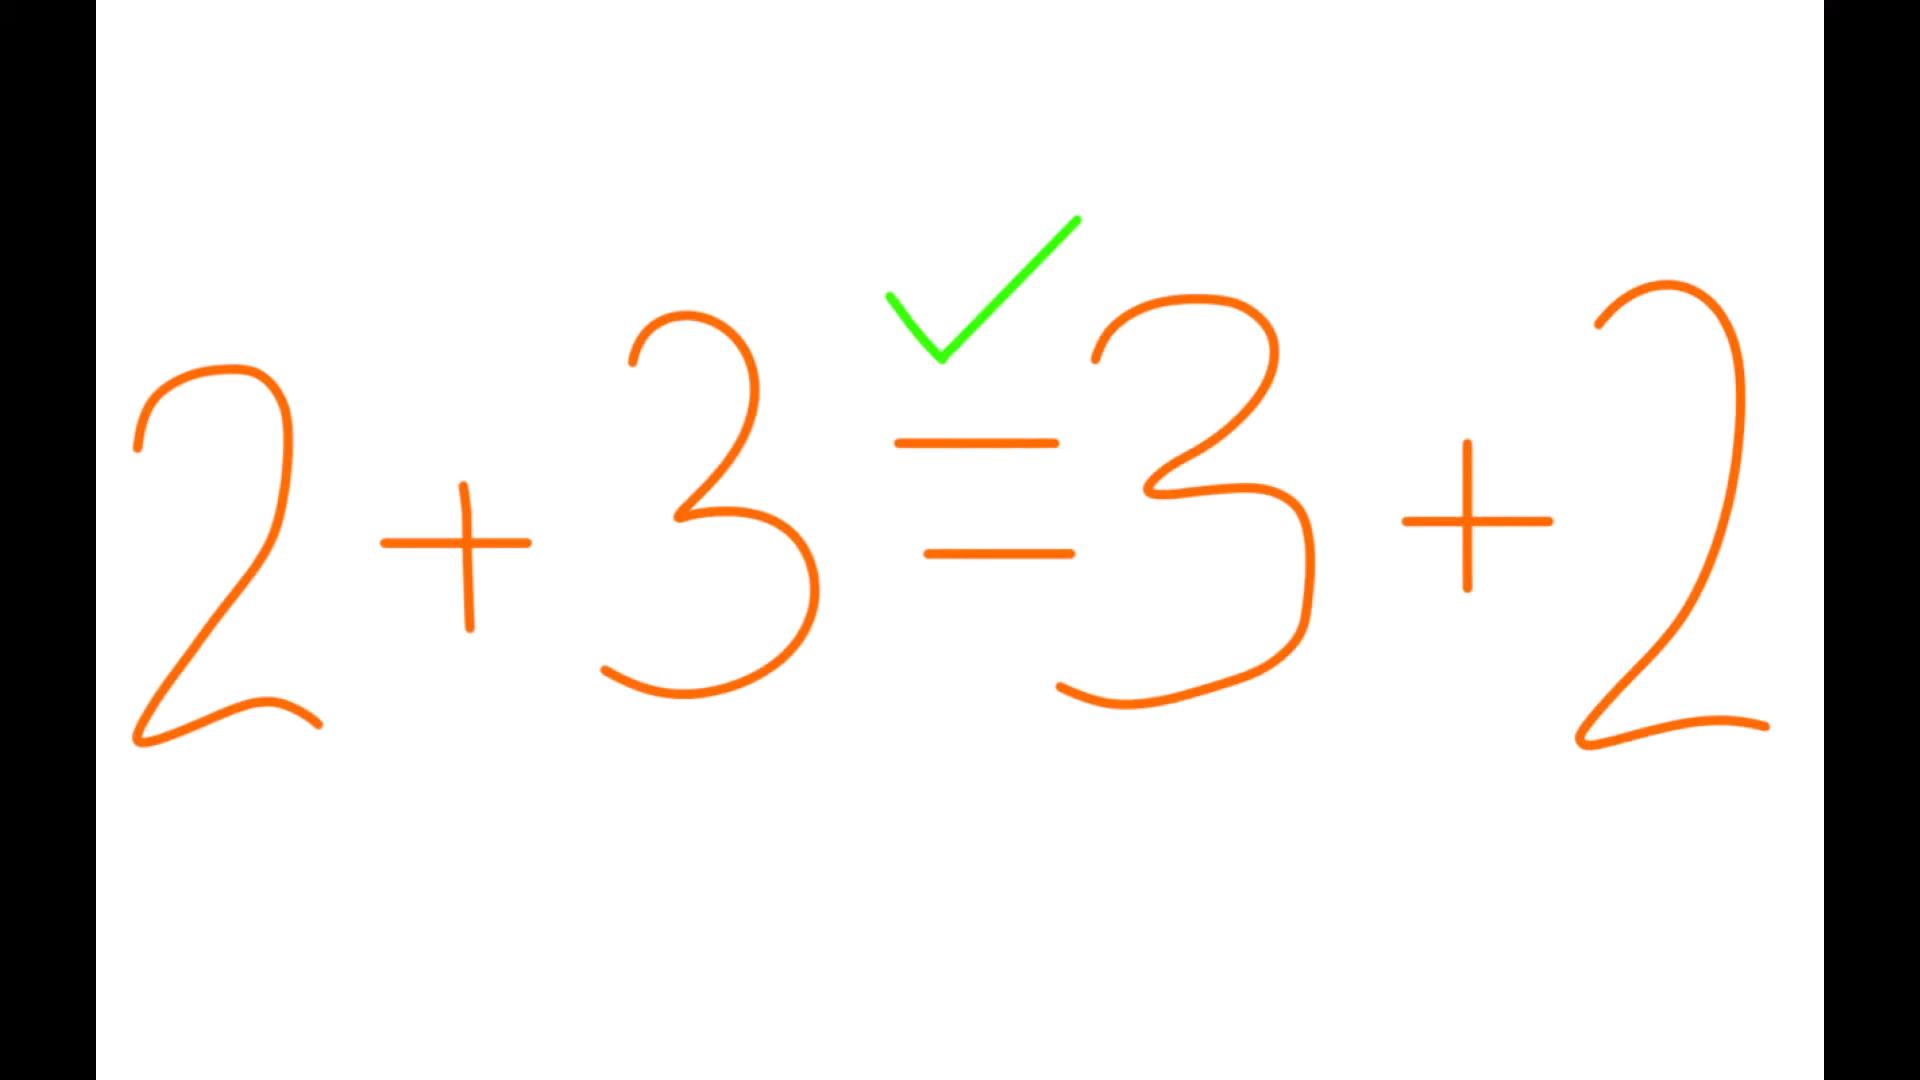 2 + 3 = 3 + 2